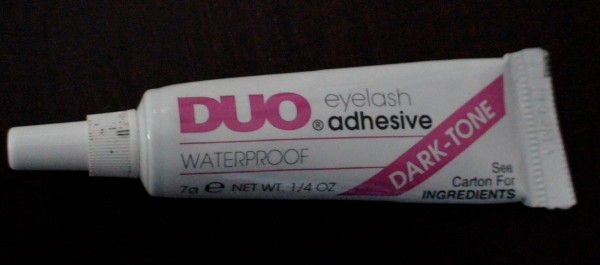 DUO® eyelash
adhesive
WATERPROOF
DARK-TONE
7g ℮ NET WT. 1/4 OZ
See
Carton For
INGREDIENTS